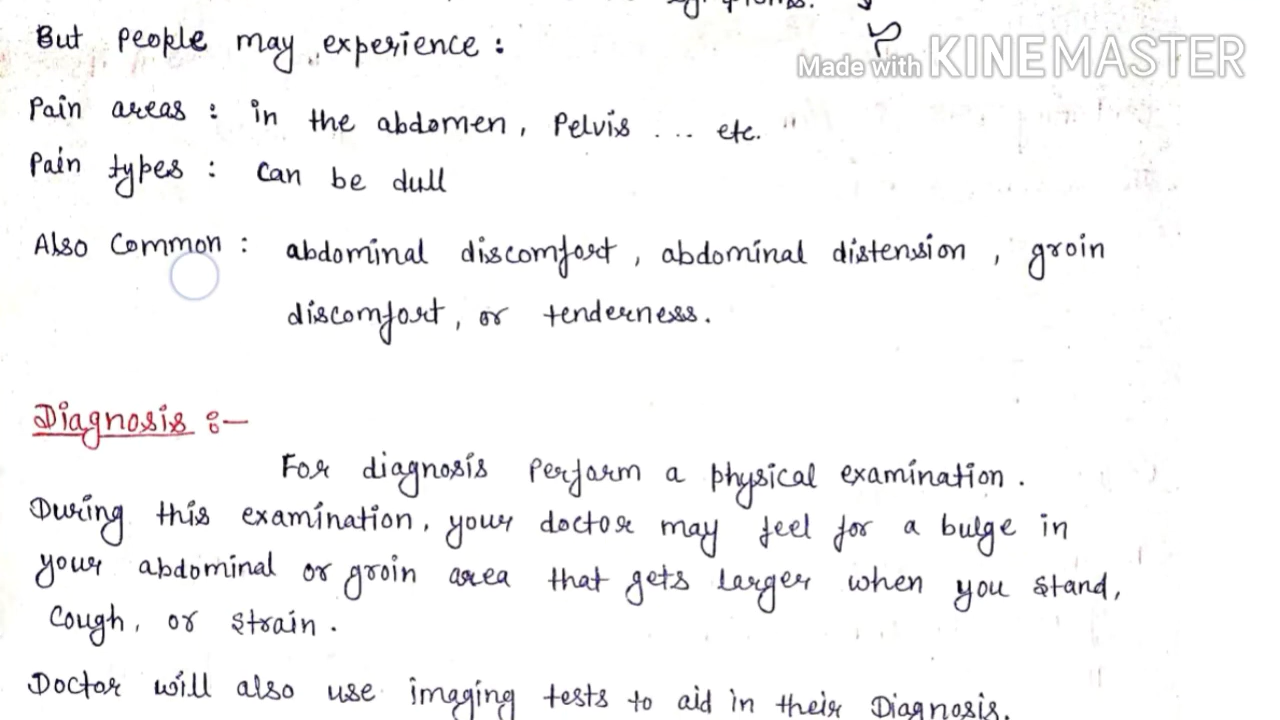 But people may experience :
Made with KINEMASTER
Pain areas : in the abdomen, Pelvis ... etc.
Pain types : can be dull
Also Common : abdominal discomfort, abdominal distension, groin
discomfort, or tenderness.
Diagnosis :-
For diagnosis perform a physical examination.
During this examination, your doctor may feel for a bulge in
your abdominal or groin area that gets larger when you stand,
cough, or strain.
Doctor will also use imaging tests to aid in their Diagnosis.